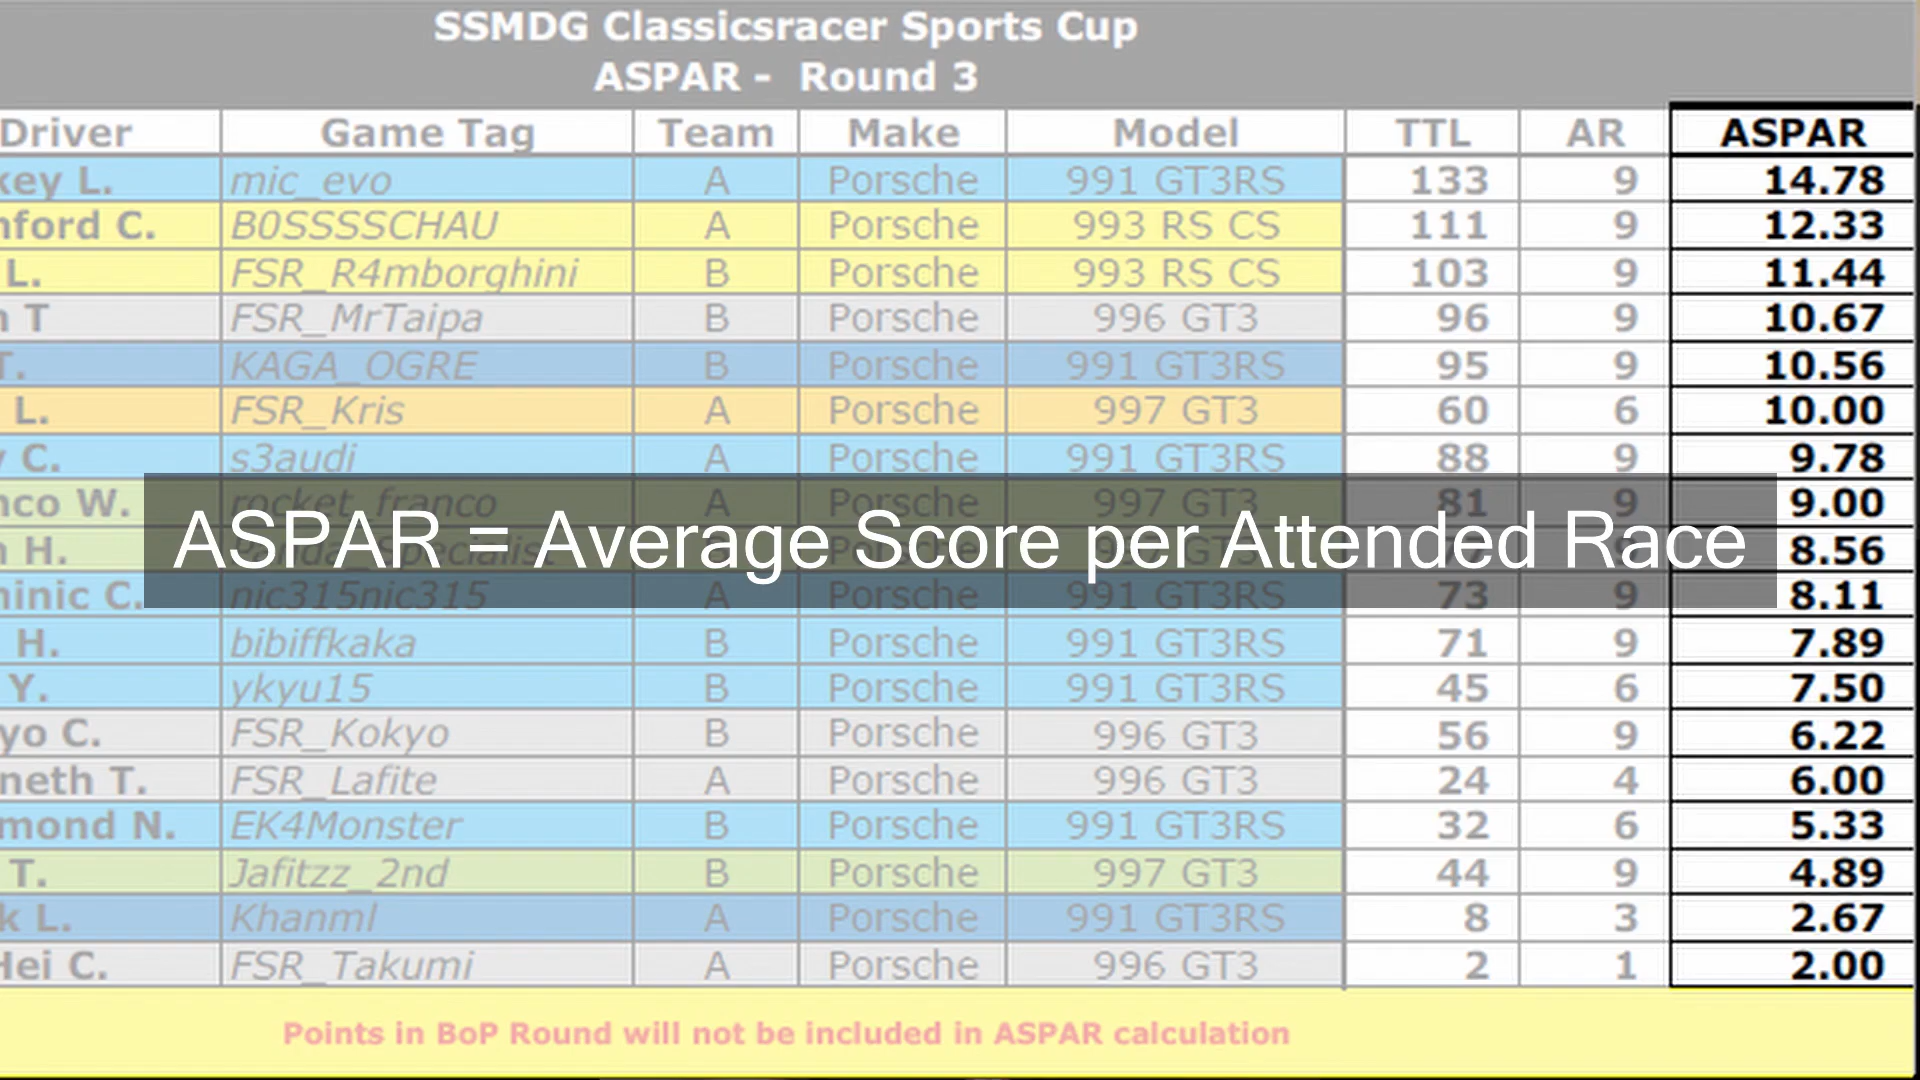 SSMDG Classicsracer Sports Cup
ASPAR - Round 3
Driver Game Tag Team Make Model TTL AR ASPAR
key L. mic_evo A Porsche 991 GT3RS 133 9 14.78
nford C. B0SSSSCHAU A Porsche 993 RS CS 111 9 12.33
L. FSR_R4mborghini B Porsche 993 RS CS 103 9 11.44
n T FSR_MrTaipa B Porsche 996 GT3 96 9 10.67
T. KAGA_OGRE B Porsche 991 GT3RS 95 9 10.56
L. FSR_Kris A Porsche 997 GT3 60 6 10.00
C. s3audi A Porsche 991 GT3RS 88 9 9.78
nco W. rocket_franco A Porsche 997 GT3 81 9 9.00
ASPAR = Average Score per Attended Race
H. 8.56
minic C. nic315nic315 A Porsche 991 GT3RS 73 9 8.11
H. bibiffkaka B Porsche 991 GT3RS 71 9 7.89
Y. ykyu15 B Porsche 991 GT3RS 45 6 7.50
yo C. FSR_Kokyo B Porsche 996 GT3 56 9 6.22
neth T. FSR_Lafite A Porsche 996 GT3 24 4 6.00
mond N. EK4Monster B Porsche 991 GT3RS 32 6 5.33
T. Jafitzz_2nd B Porsche 997 GT3 44 9 4.89
k L. Khanml A Porsche 991 GT3RS 8 3 2.67
Hei C. FSR_Takumi A Porsche 996 GT3 2 1 2.00
Points in BoP Round will not be included in ASPAR calculation